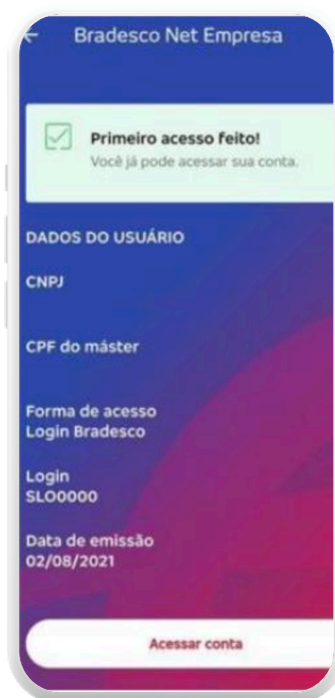 Bradesco Net Empresa
Primeiro acesso feito!
Você já pode acessar sua conta.
DADOS DO USUÁRIO
CNPJ
CPF do máster
Forma de acesso
Login Bradesco
Login
SLO0000
Data de emissão
02/08/2021
Acessar conta